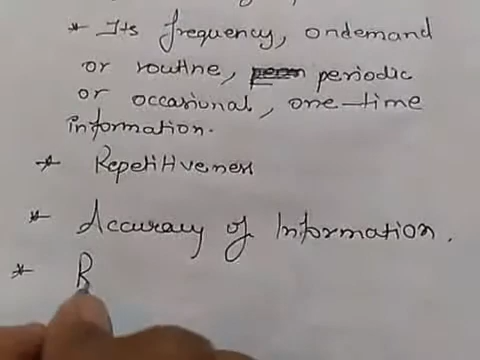 * Its frequency, ondemand
or routine, periodic
or occasional, one-time
information.
* Repetitiveness
* Accuracy of Information.
* R